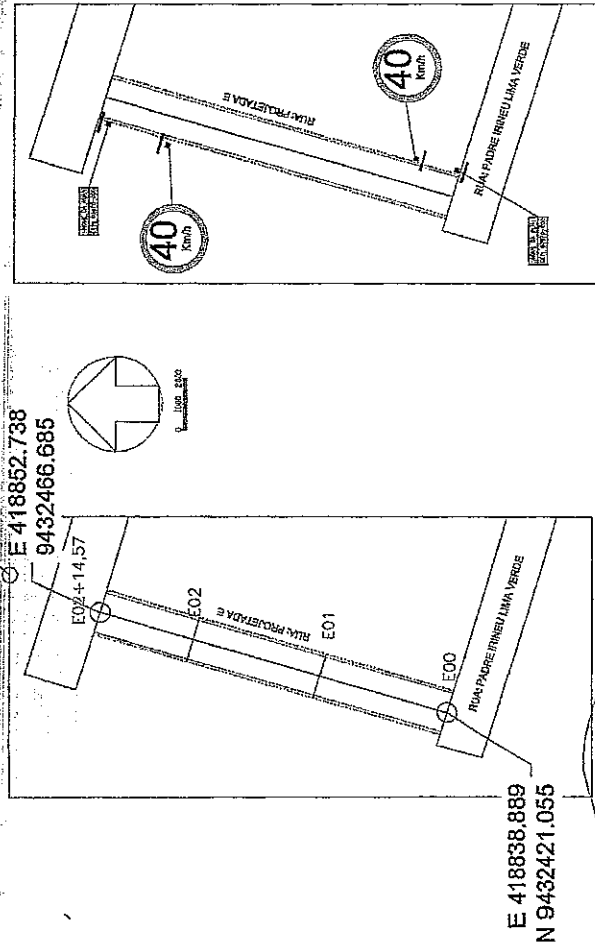 E 418852.738
9432466.685
E02+14,57
E02
RUA: PROJETADA E
E01
E00
RUA: PADRE IRINEU LIMA VERDE
E 418838.889
N 9432421.055
40
Km/h
RUA: PROJETADA E
40
Km/h
RUA: PADRE IRINEU LIMA VERDE